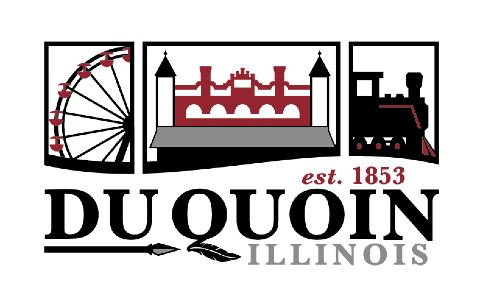 est. 1853
DU QUOIN
ILLINOIS